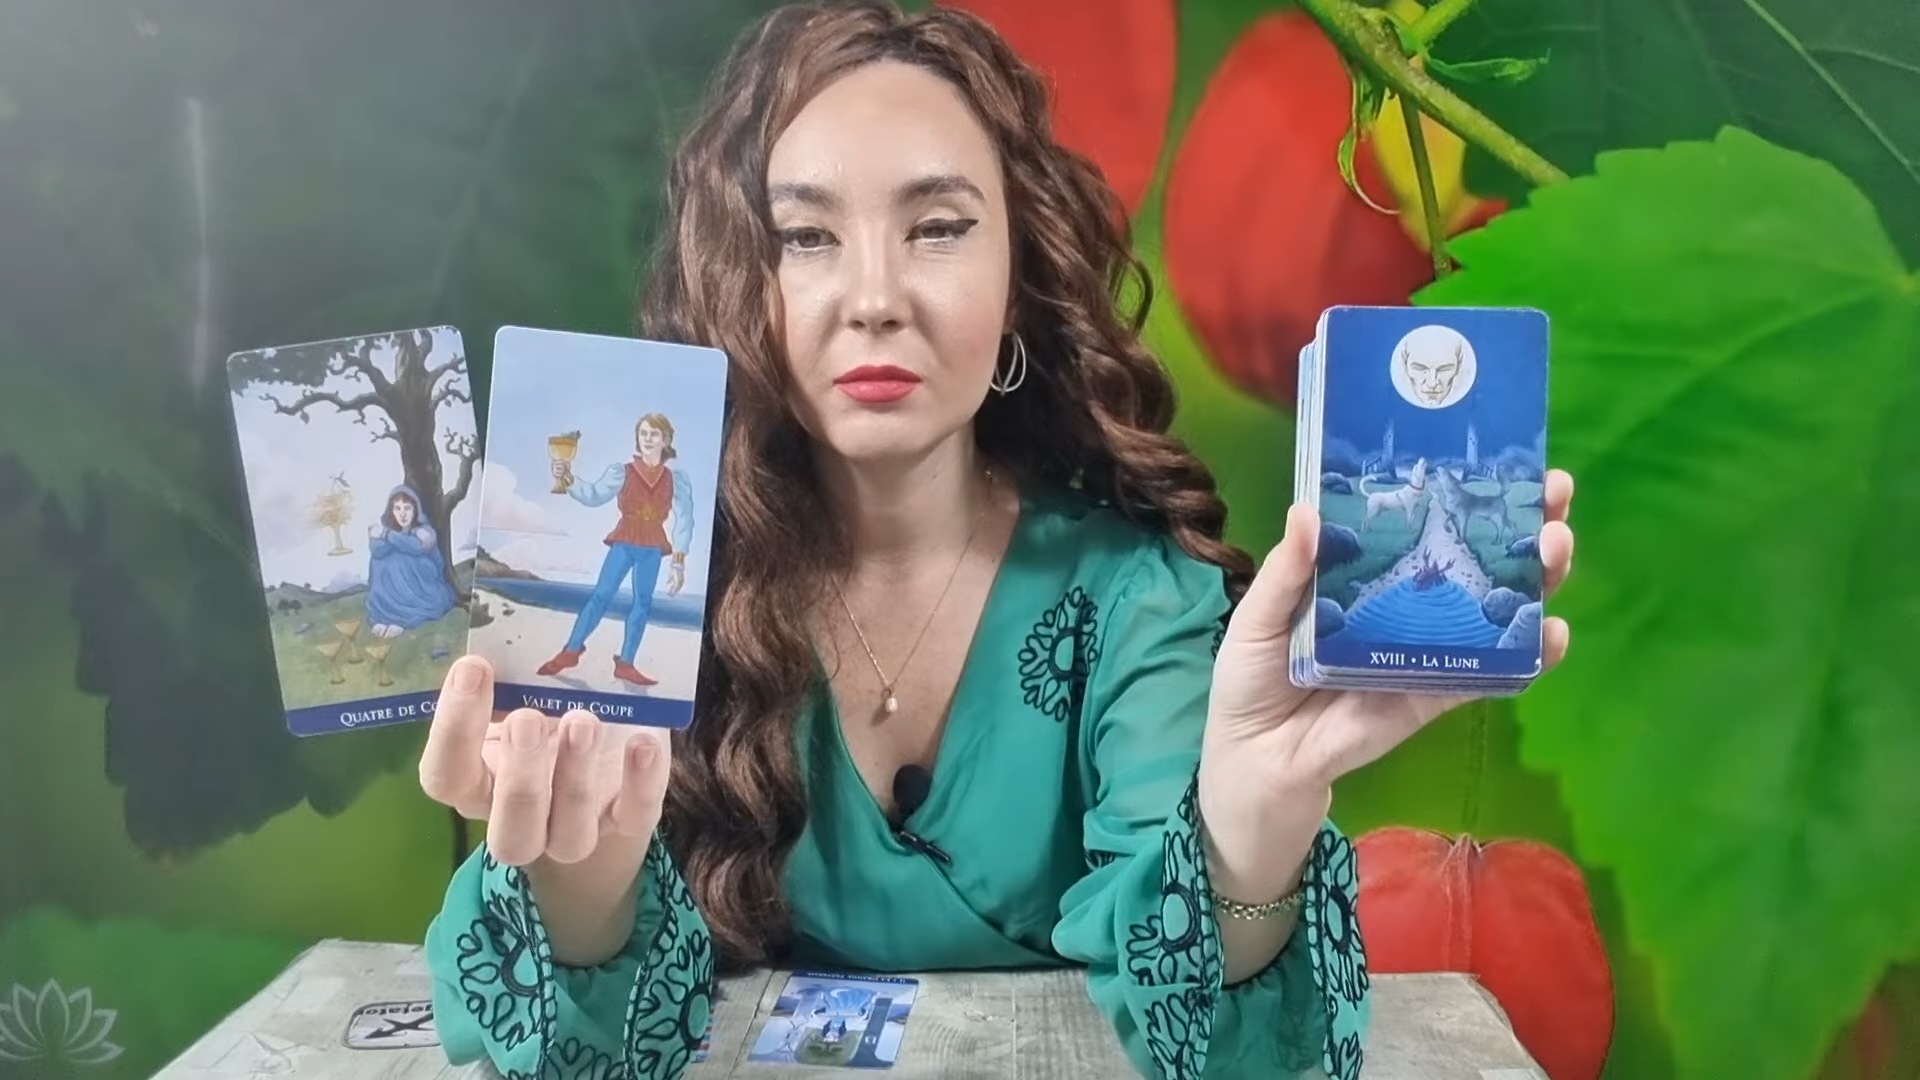 QUATRE DE CO
VALET DE COUPE
XVIII • LA LUNE